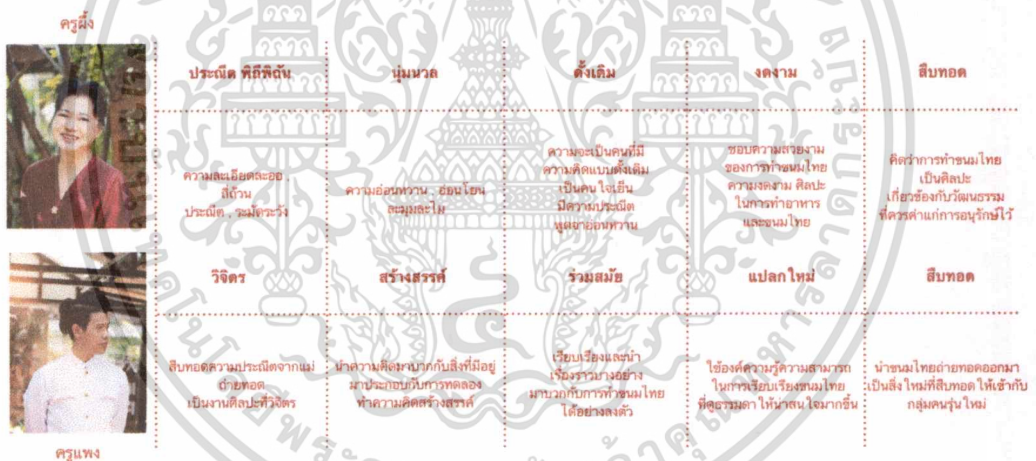 ครูผึ้ง
ประณีต พิถีพิถัน
นุ่มนวล
ดั้งเดิม
งดงาม
สืบทอด
ความละเอียดละออ ,
สี่ถ้วน
ประณีต , ระมัดระวัง
ความอ่อนหวาน , อ่อนโยน
ละมุนละไม
ความจะเป็นคนที่มี
ความคิดแบบดั้งเดิม
เป็นคนใจเย็น
มีความประณีต
พูดจาอ่อนหวาน
ชอบความสวยงาม
ของการทำขนมไทย
ความงดงาม ศิลปะ
ในการทำอาหาร
และขนมไทย
คิดว่าการทำขนมไทย
เป็นศิลปะ
เกี่ยวข้องกับวัฒนธรรม
ที่ควรค่าแก่การอนุรักษ์ไว้
วิจิตร
สร้างสรรค์
ร่วมสมัย
แปลกใหม่
สืบทอด
สืบทอดความประณีตจากแม่
ถ่ายทอด
เป็นงานศิลปะที่วิจิตร
นำความคิดมาบวกกับสิ่งที่มีอยู่
มาประกอบกับการทดลอง
ทำความคิดสร้างสรรค์
เรียบเรียงและนำ
เรื่องราวบางอย่าง
มาบวกกับการทำขนมไทย
ได้อย่างลงตัว
ใช้องค์ความรู้ความสามารถ
ในการเรียบเรียงขนมไทย
ที่ดูธรรมดา ให้น่าสนใจมากขึ้น
นำขนมไทยถ่ายทอดออกมา
เป็นสิ่งใหม่ที่สืบทอดให้เข้ากับ
กลุ่มคนรุ่นใหม่
ครูแพง